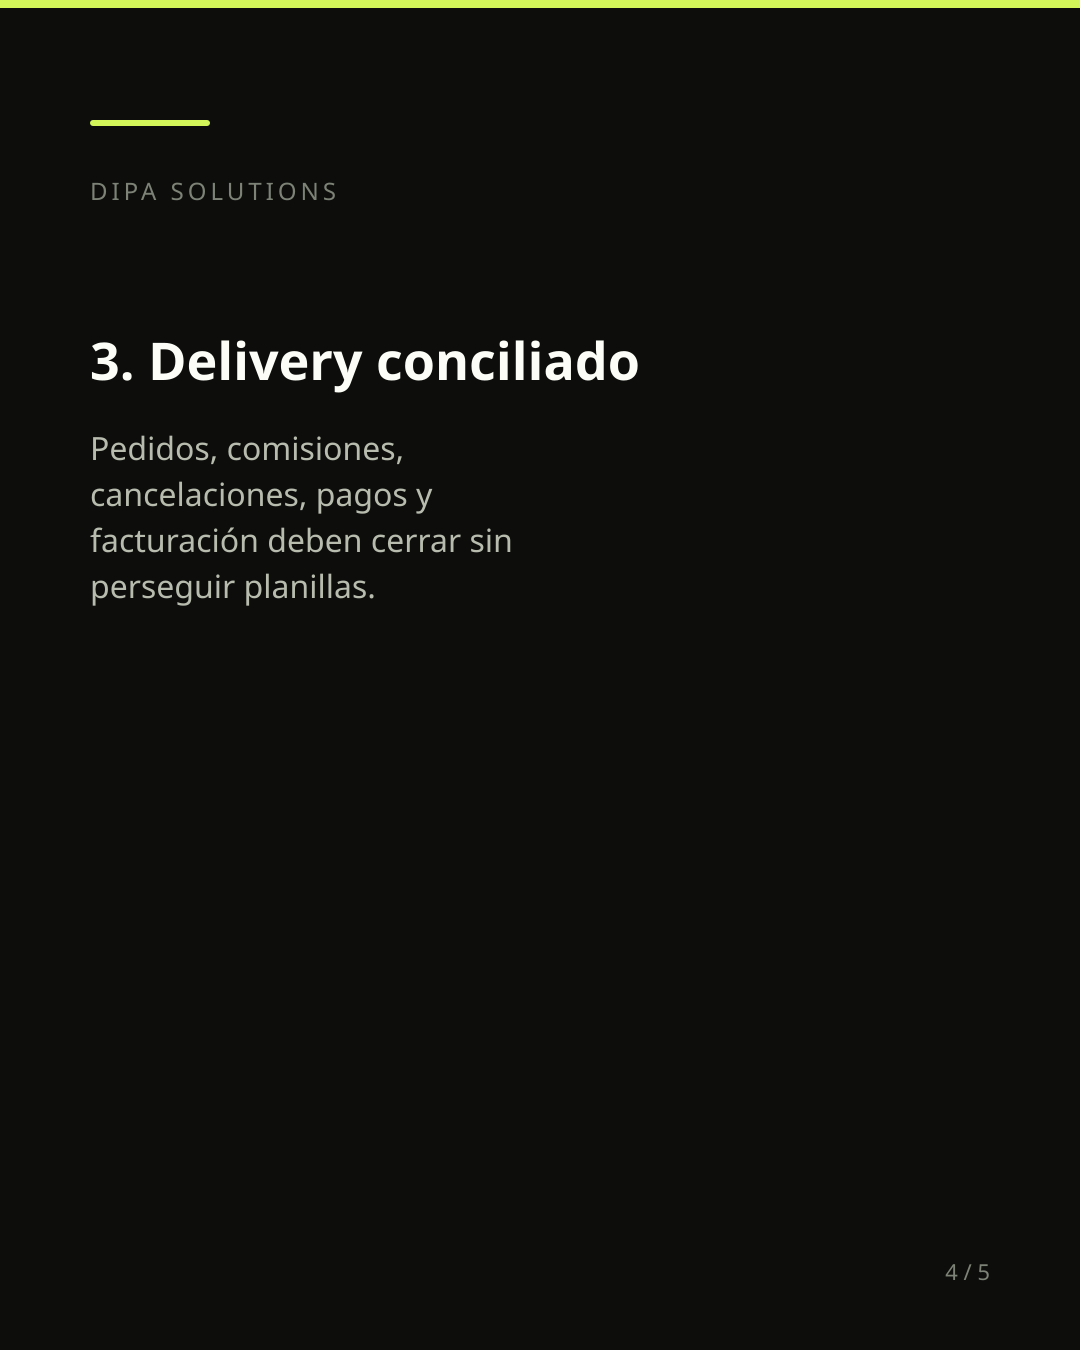 DIPA SOLUTIONS
3. Delivery conciliado
Pedidos, comisiones,
cancelaciones, pagos y
facturación deben cerrar sin
perseguir planillas.
4 / 5